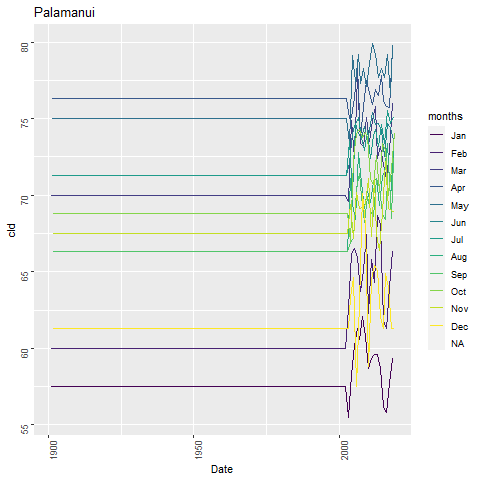 Palamanui
cld
80
75
70
65
60
55
1900
1950
2000
Date
months
Jan
Feb
Mar
Apr
May
Jun
Jul
Aug
Sep
Oct
Nov
Dec
NA